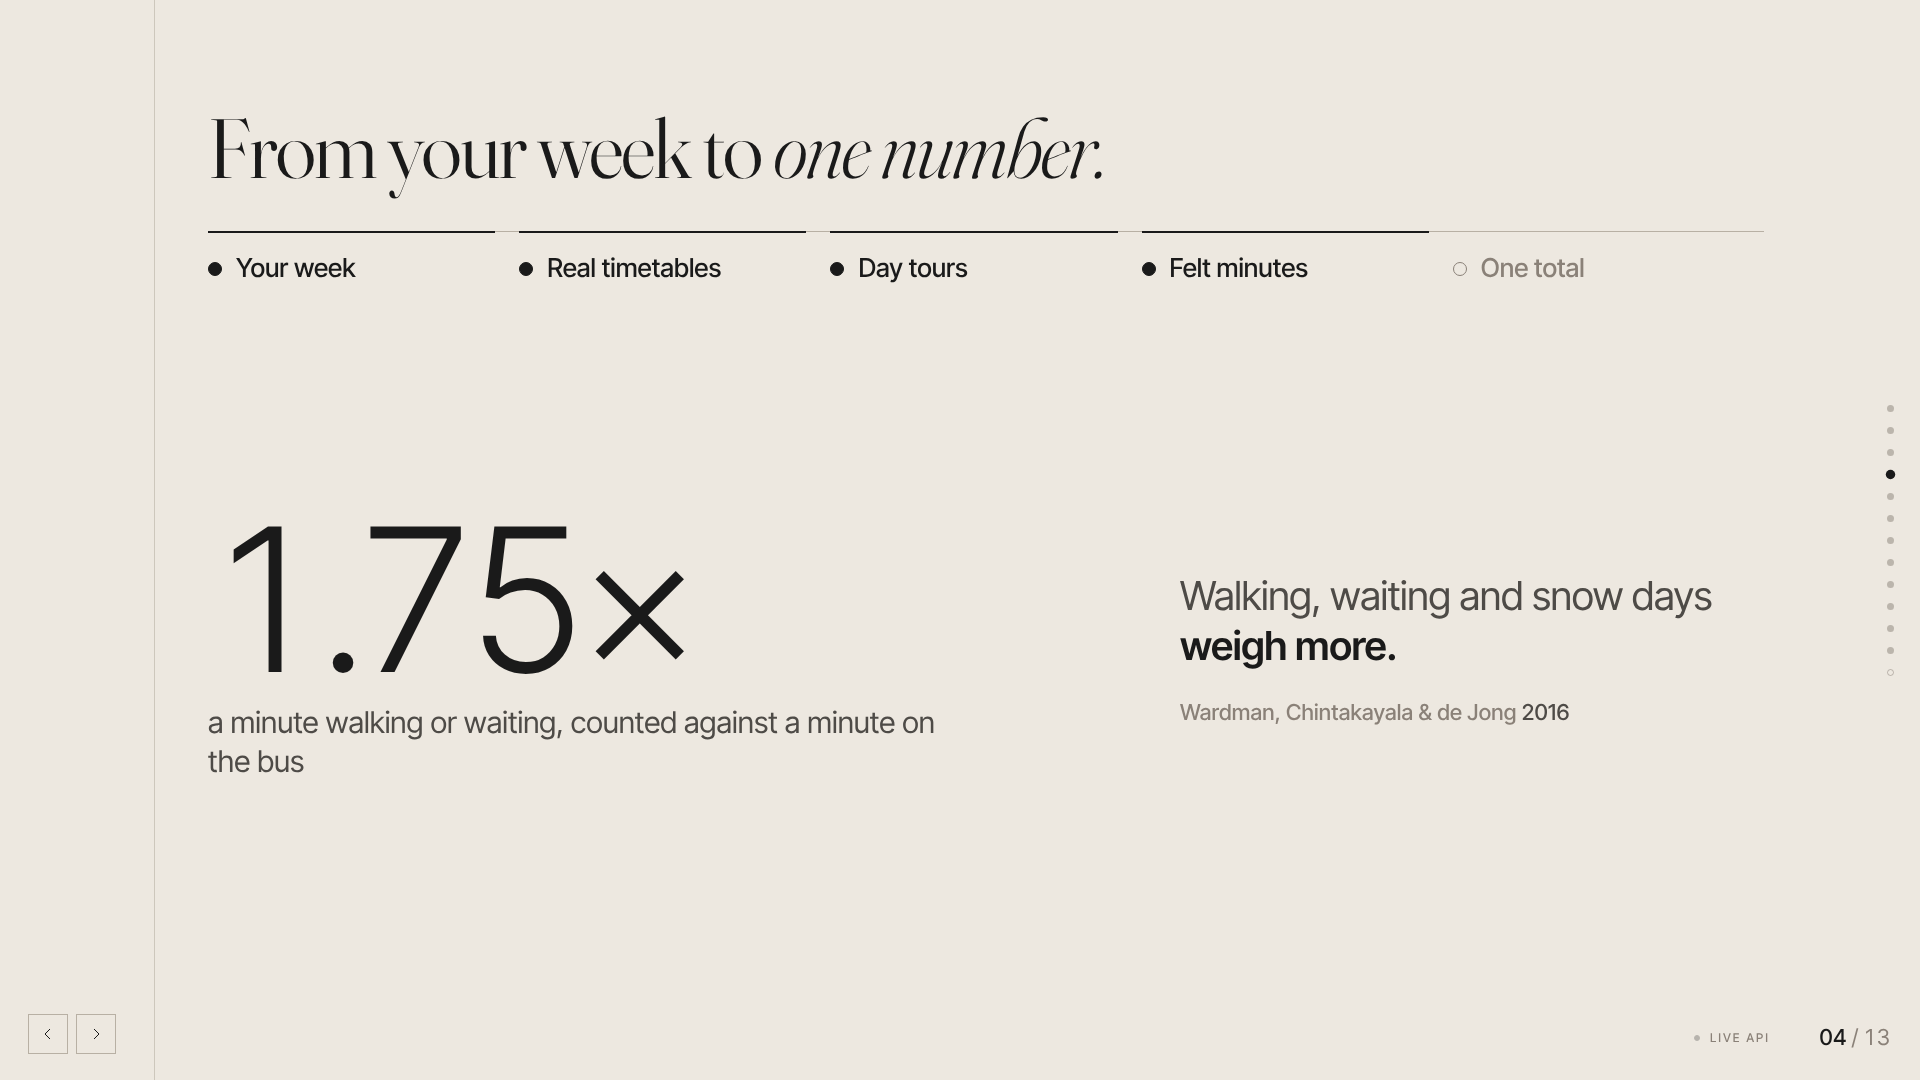 From your week to one number.
Your week
Real timetables
Day tours
Felt minutes
One total
1.75×
a minute walking or waiting, counted against a minute on
the bus
Walking, waiting and snow days
weigh more.
Wardman, Chintakayala & de Jong 2016
LIVE API
04 / 13